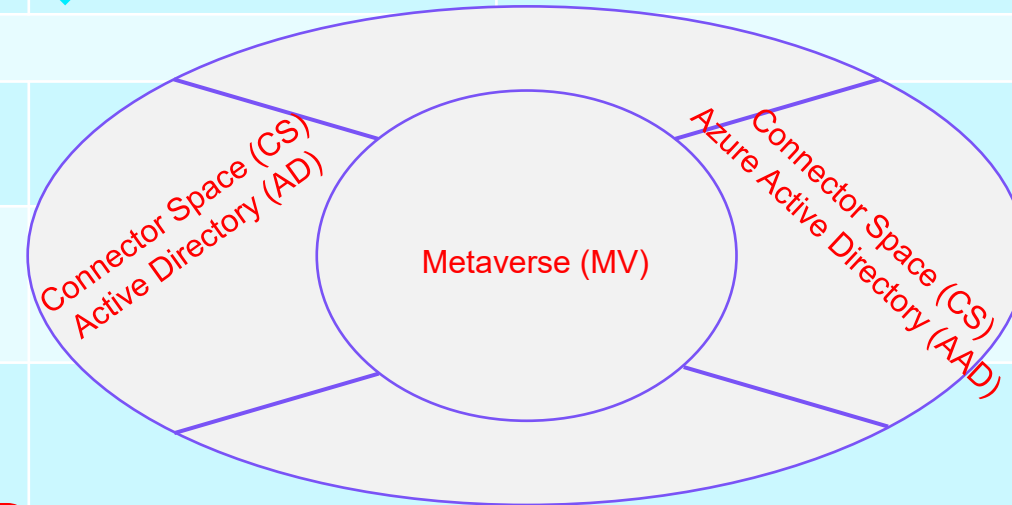 Connector Space (CS)
Active Directory (AD)
Metaverse (MV)
Connector Space (CS)
Azure Active Directory (AAD)